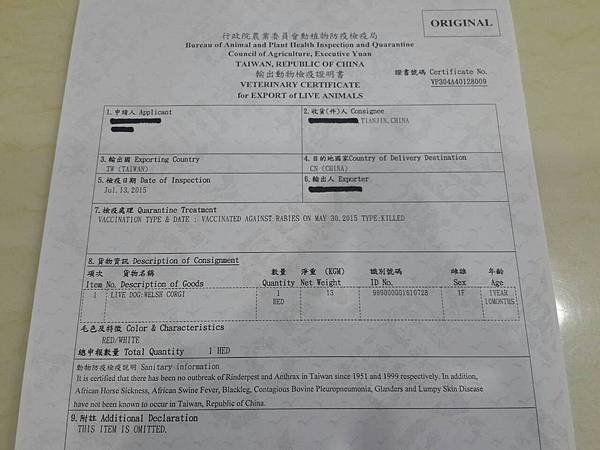 ORIGINAL
行政院農業委員會動植物防疫檢疫局
Bureau of Animal and Plant Health Inspection and Quarantine
Council of Agriculture, Executive Yuan
TAIWAN, REPUBLIC OF CHINA
輸出動物檢疫證明書
VETERINARY CERTIFICATE
for EXPORT of LIVE ANIMALS
證書號碼 Certificate No.
VP304A40128009
1.申請人 Applicant
2.收貨(件)人 Consignee
TIANJIN,CHINA
3.輸出國 Exporting Country
TW (TAIWAN)
4.目的地國家Country of Delivery Destination
CN (CHINA)
5.檢疫日期 Date of Inspection
Jul.13,2015
6.輸出人 Exporter
7.檢疫處理 Quarantine Treatment
VACCINATION TYPE & DATE : VACCINATED AGAINST RABIES ON MAY 30,2015 TYPE:KILLED
8.貨物資訊 Description of Consignment
項次 貨物名稱 數量 淨重 (KGM) 識別號碼 雌雄 年齡
Item No. Description of Goods Quantity Net Weight ID No. Sex Age
1 LIVE DOG:WELSH CORGI 1 13 900000001610728 1F 1YEAR
HED 10MONTHS
毛色及特徵 Color & Characteristics
RED/WHITE
總申報數量 Total Quantity 1 HED
動物防疫檢疫說明 Sanitary information
It is certified that there has been no outbreak of Rinderpest and Anthrax in Taiwan since 1951 and 1999 respectively. In addition,
African Horse Sickness, African Swine Fever, Blackleg, Contagious Bovine Pleuropneumonia, Glanders and Lumpy Skin Disease
have not been known to occur in Taiwan, Republic of China.
9.附註 Additional Declaration
THIS ITEM IS OMITTED.